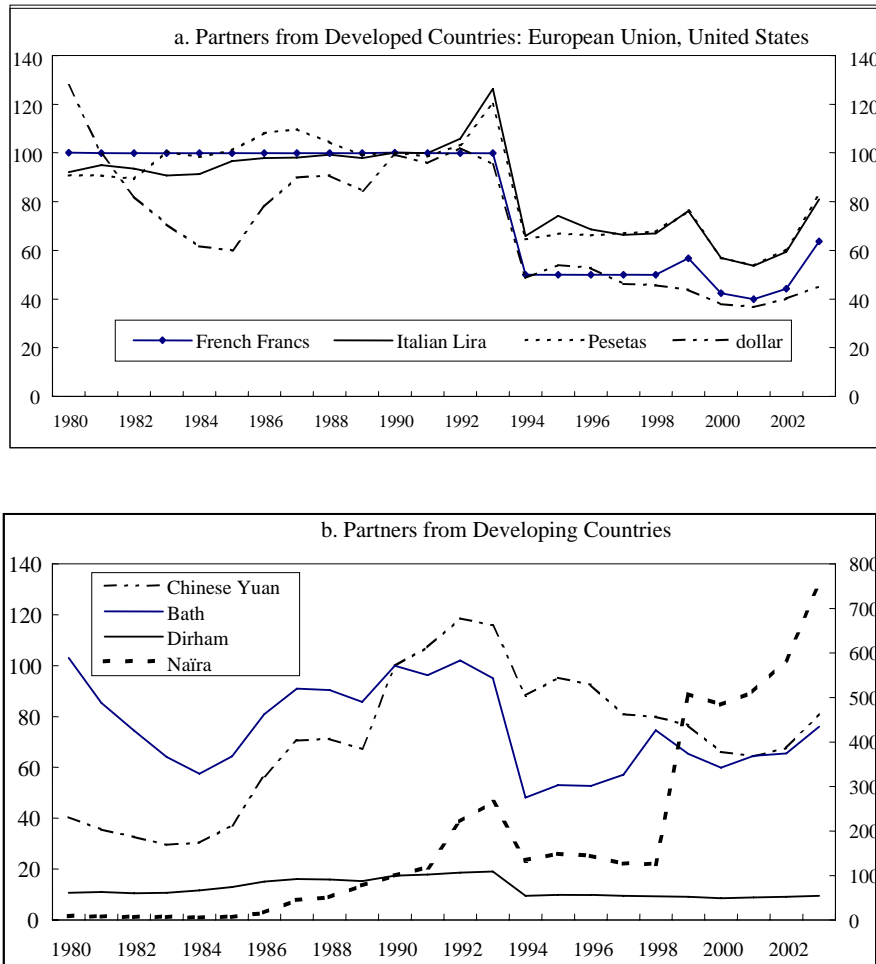 a. Partners from Developed Countries: European Union, United States
140 140
120 120
100 100
80 80
60 60
40 40
French Francs Italian Lira Pesetas dollar
20 20
0 0
1980 1982 1984 1986 1988 1990 1992 1994 1996 1998 2000 2002
b. Partners from Developing Countries
140 800
Chinese Yuan
Bath
Dirham
Naïra
120 700
100 600
80 500
60 400
40 300
20 200
0 100
0
1980 1982 1984 1986 1988 1990 1992 1994 1996 1998 2000 2002